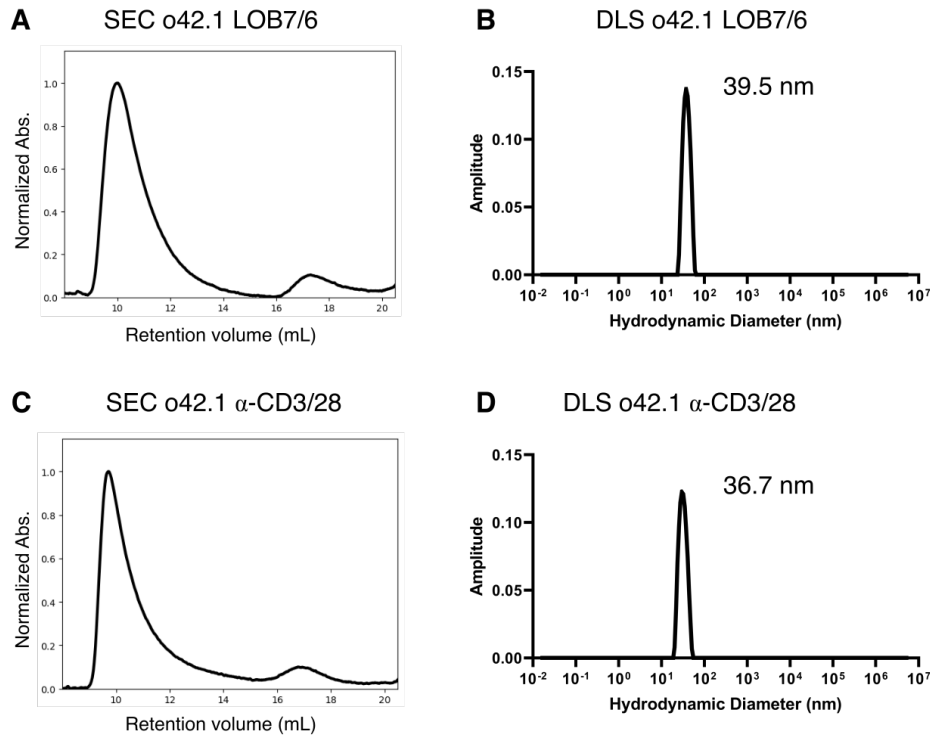 A SEC o42.1 LOB7/6
Normalized Abs.
1.0
0.8
0.6
0.4
0.2
0.0
10 12 14 16 18 20
Retention volume (mL)
B DLS o42.1 LOB7/6
39.5 nm
Amplitude
0.15
0.10
0.05
0.00
10-2 10-1 100 101 102 103 104 105 106 107
Hydrodynamic Diameter (nm)
C SEC o42.1 α-CD3/28
Normalized Abs.
1.0
0.8
0.6
0.4
0.2
0.0
10 12 14 16 18 20
Retention volume (mL)
D DLS o42.1 α-CD3/28
36.7 nm
Amplitude
0.15
0.10
0.05
0.00
10-2 10-1 100 101 102 103 104 105 106 107
Hydrodynamic Diameter (nm)